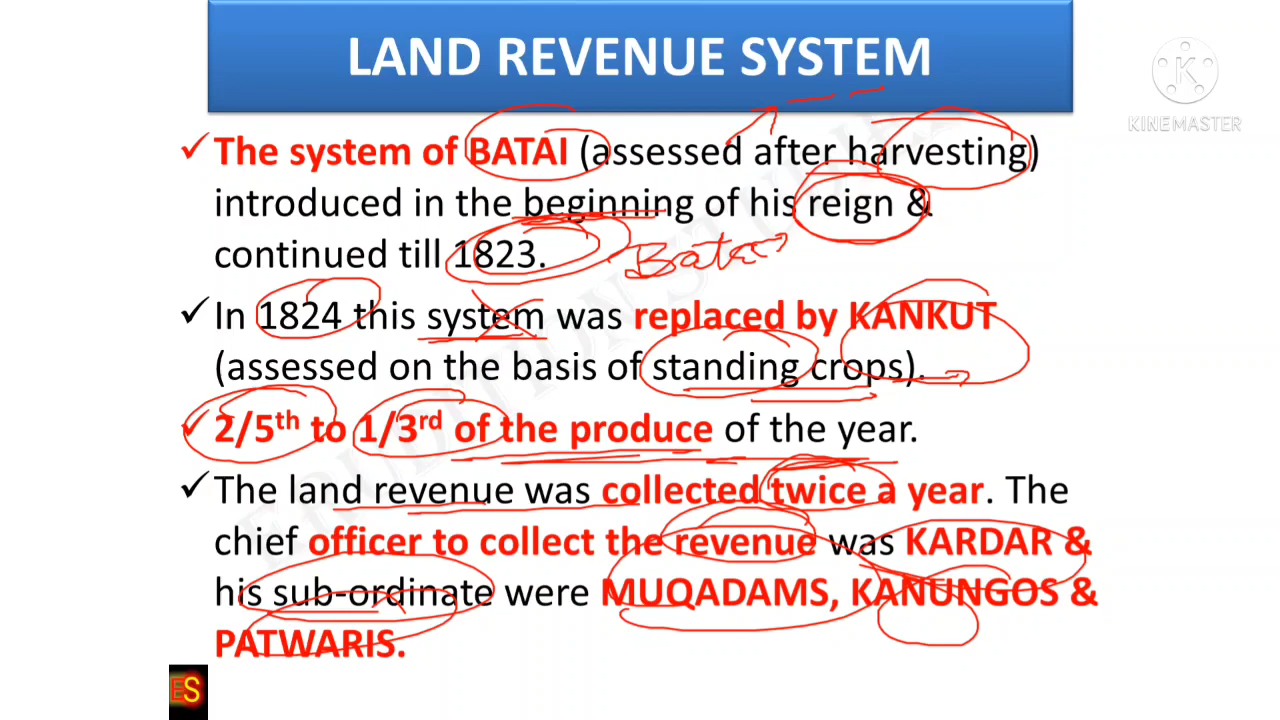 LAND REVENUE SYSTEM
KINEMASTER
✓ The system of BATAI (assessed after harvesting)
introduced in the beginning of his reign &
continued till 1823.
Batai
✓ In 1824 this system was replaced by KANKUT
(assessed on the basis of standing crops).
✓ 2/5th to 1/3rd of the produce of the year.
✓ The land revenue was collected twice a year. The
chief officer to collect the revenue was KARDAR &
his sub-ordinate were MUQADAMS, KANUNGOS &
PATWARIS.
ES